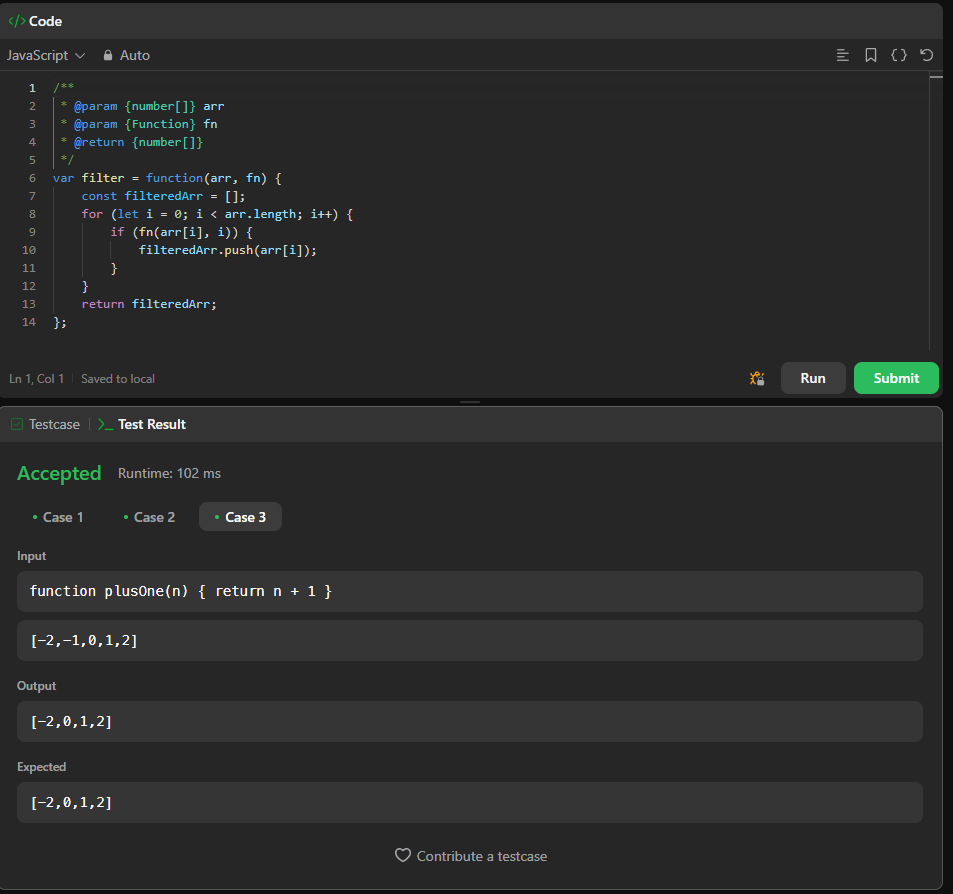 </> Code
JavaScript Auto
1 /**
2 * @param {number[]} arr
3 * @param {Function} fn
4 * @return {number[]}
5 */
6 var filter = function(arr, fn) {
7 const filteredArr = [];
8 for (let i = 0; i < arr.length; i++) {
9 if (fn(arr[i], i)) {
10 filteredArr.push(arr[i]);
11 }
12 }
13 return filteredArr;
14 };
Ln 1, Col 1 Saved to local
Run Submit
Testcase Test Result
Accepted Runtime: 102 ms
Case 1 Case 2 Case 3
Input
function plusOne(n) { return n + 1 }
[-2,-1,0,1,2]
Output
[-2,0,1,2]
Expected
[-2,0,1,2]
Contribute a testcase